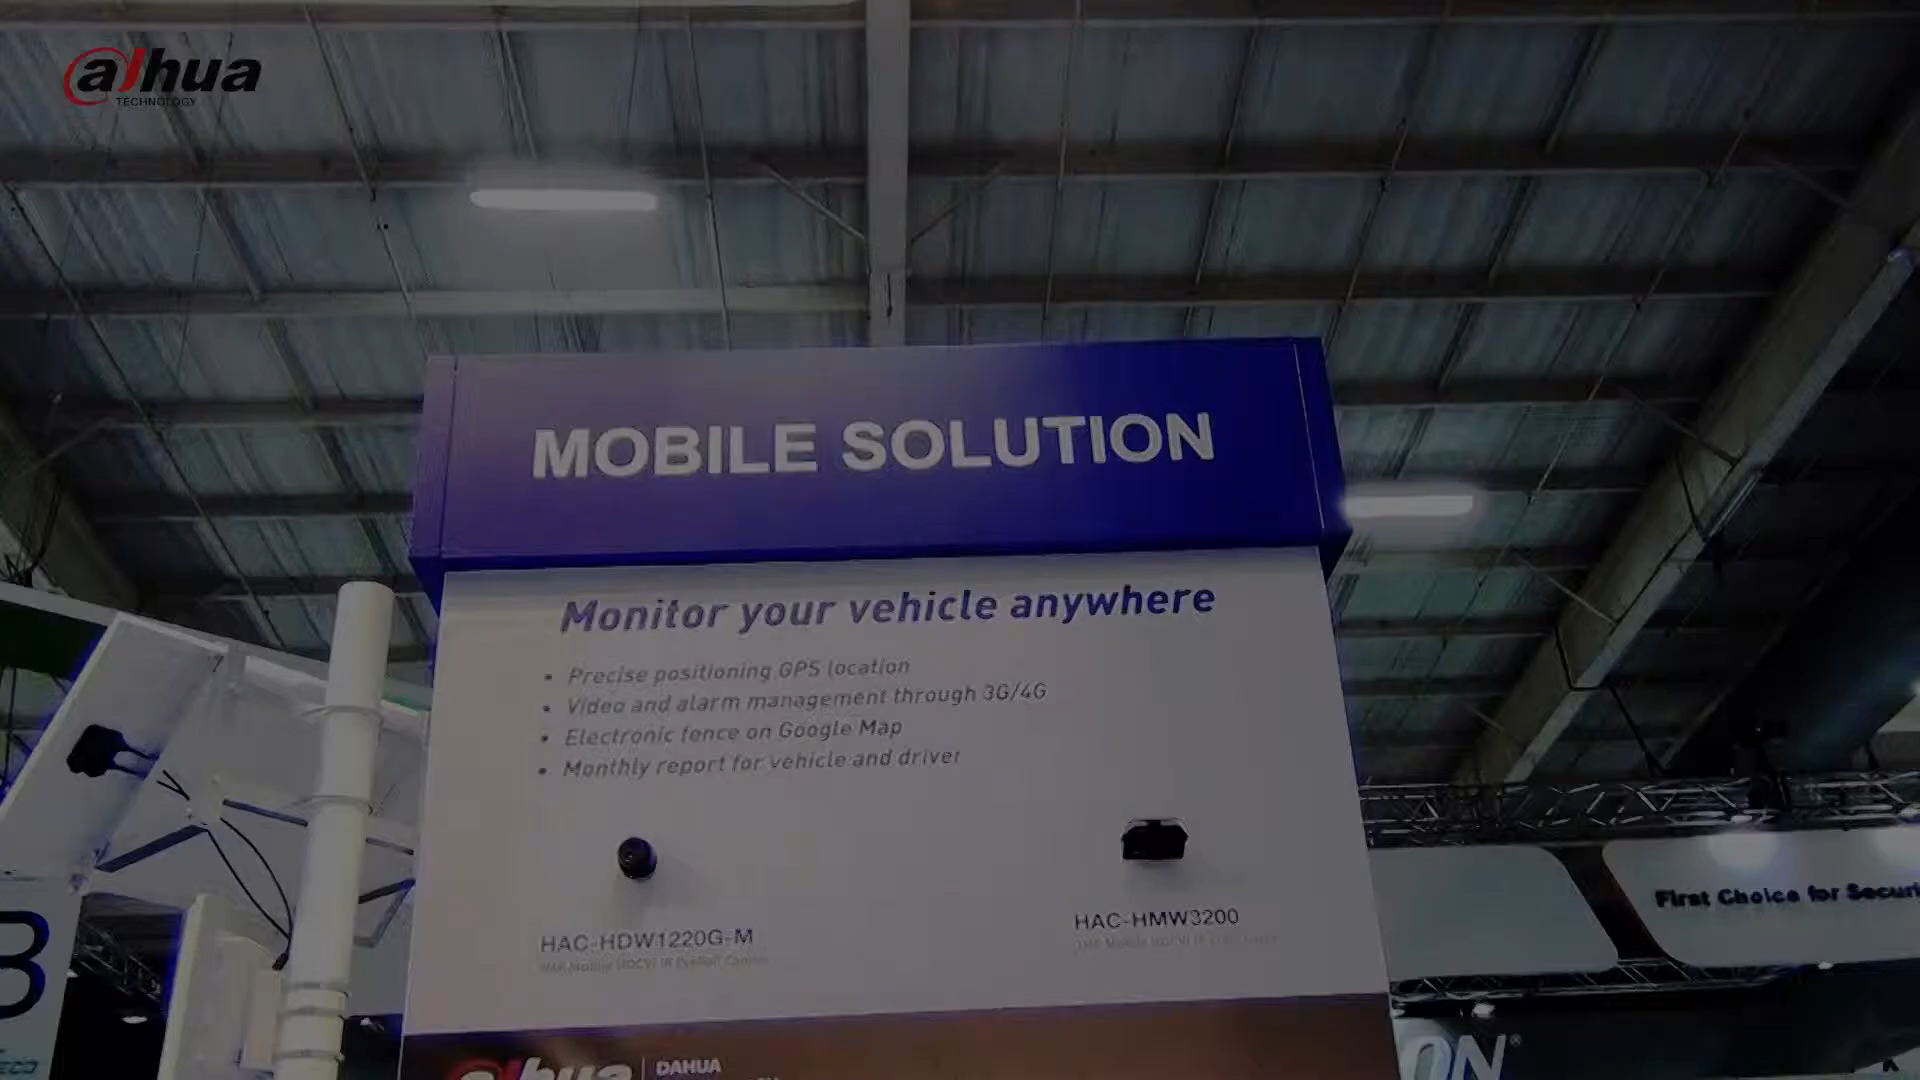 alhua
TECHNOLOGY
MOBILE SOLUTION
Monitor your vehicle anywhere
• Precise positioning GPS location
• Video and alarm management through 3G/4G
• Electronic fence on Google Map
• Monthly report for vehicle and driver
HAC-HDW1220G-M
HAC-HMW3200
First Choice for Securi
alhua
DAHUA
ON®